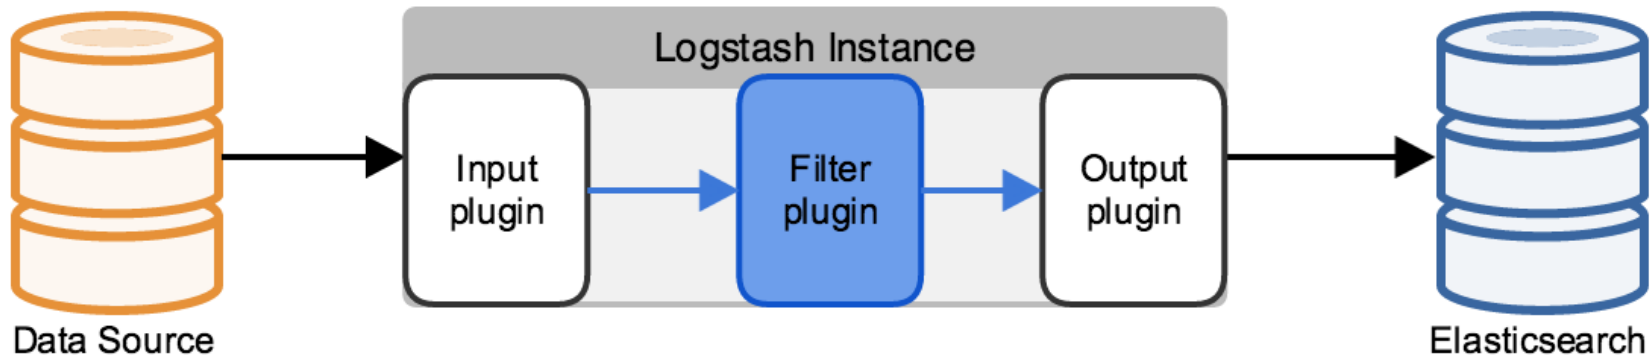 Logstash Instance
Input
plugin
Filter
plugin
Output
plugin
Data Source
Elasticsearch